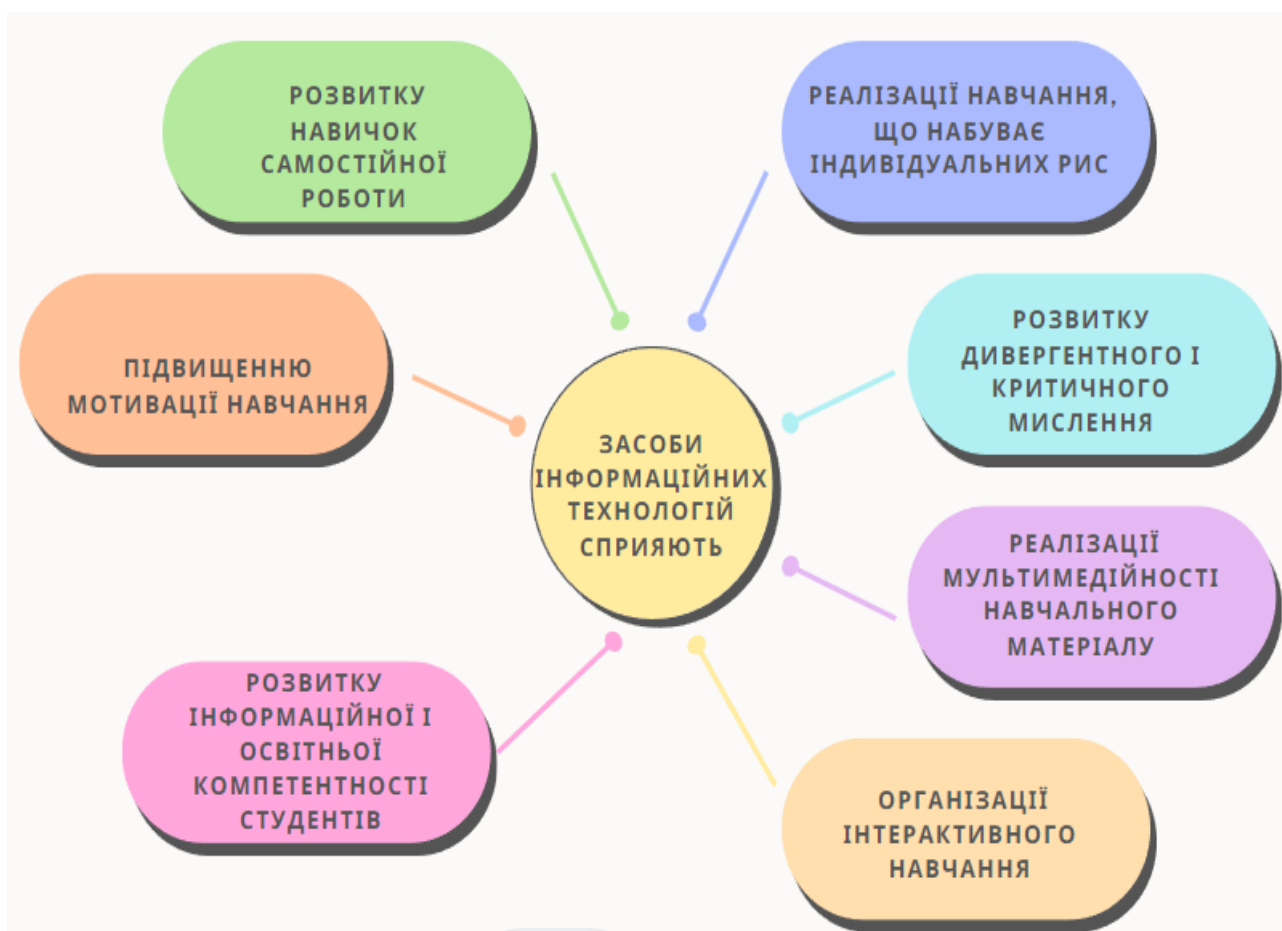 РОЗВИТКУ
НАВИЧОК
САМОСТІЙНОЇ
РОБОТИ
РЕАЛІЗАЦІЇ НАВЧАННЯ,
ЩО НАБУВАЄ
ІНДИВІДУАЛЬНИХ РИС
ПІДВИЩЕННЮ
МОТИВАЦІЇ НАВЧАННЯ
РОЗВИТКУ
ДИВЕРГЕНТНОГО І
КРИТИЧНОГО
МИСЛЕННЯ
ЗАСОБИ
ІНФОРМАЦІЙНИХ
ТЕХНОЛОГІЙ
СПРИЯЮТЬ
РЕАЛІЗАЦІЇ
МУЛЬТИМЕДІЙНОСТІ
НАВЧАЛЬНОГО
МАТЕРІАЛУ
РОЗВИТКУ
ІНФОРМАЦІЙНОЇ І
ОСВІТНЬОЇ
КОМПЕТЕНТНОСТІ
СТУДЕНТІВ
ОРГАНІЗАЦІЇ
ІНТЕРАКТИВНОГО
НАВЧАННЯ